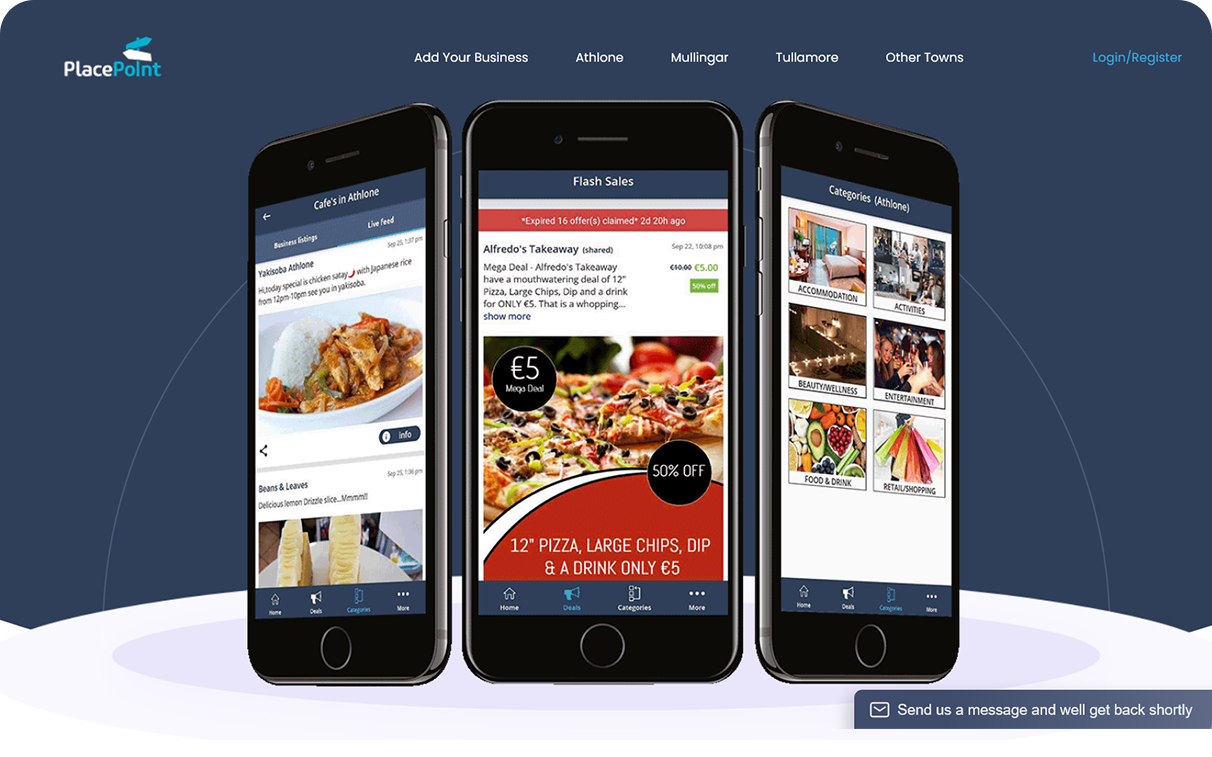 PlacePoint
Add Your Business
Athlone
Mullingar
Tullamore
Other Towns
Login/Register
Cafe's in Athlone
Business listings
Live feed
Sep 25, 1:37 pm
Yakisoba Athlone
Hi,today special is chicken satay🌶 with Japanese rice
from 12pm-10pm see you in yakisoba.
info
Sep 25, 1:36 pm
Beans & Leaves
Delicious lemon Drizzle slice...Mmmm!!
Home
Deals
Categories
More
Flash Sales
*Expired 16 offer(s) claimed* 2d 20h ago
Alfredo's Takeaway (shared)
Sep 22, 10:08 pm
Mega Deal - Alfredo's Takeaway
€10.00 €5.00
have a mouthwatering deal of 12"
Pizza, Large Chips, Dip and a drink
50% off
for ONLY €5. That is a whopping...
show more
€5
Mega Deal
50% OFF
12" PIZZA, LARGE CHIPS, DIP
& A DRINK ONLY €5
Home
Deals
Categories
More
Categories (Athlone)
ACCOMMODATION
ACTIVITIES
BEAUTY/WELLNESS
ENTERTAINMENT
FOOD & DRINK
RETAIL/SHOPPING
Home
Deals
Categories
More
Send us a message and well get back shortly